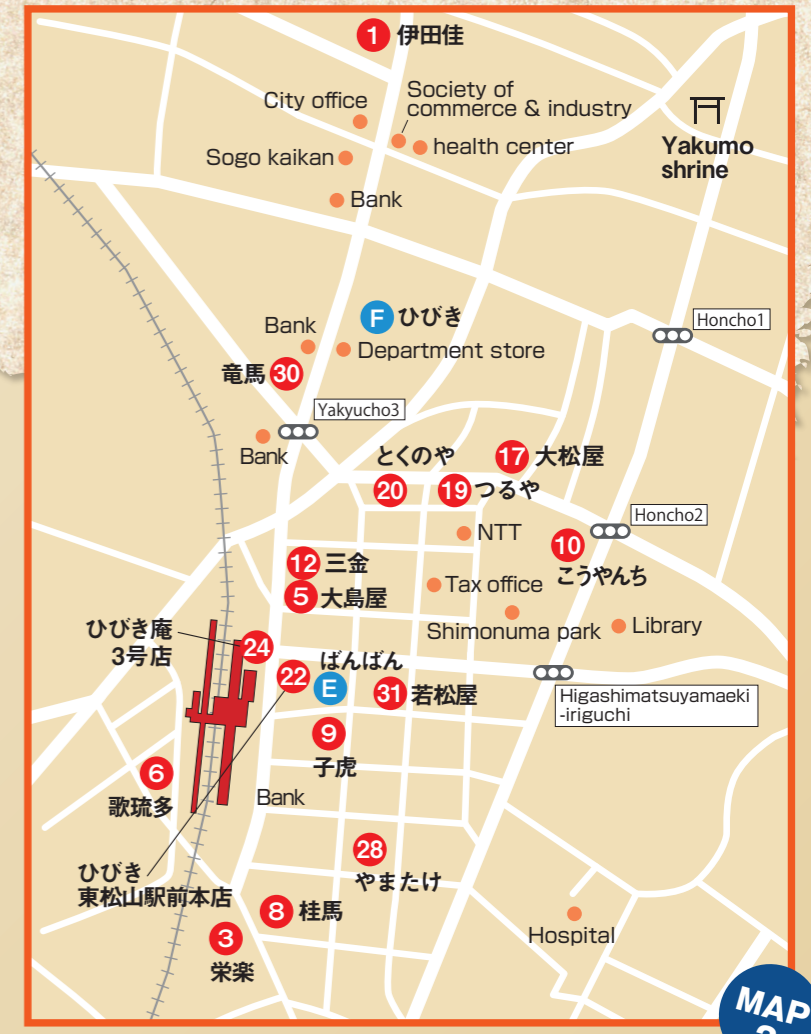 1 伊田佳
City office
Society of
commerce & industry
health center
Sogo kaikan
Bank
Yakumo
shrine
F ひびき
Honcho1
Bank
Department store
竜馬 30
Yakyucho3
Bank
とくのや
20
19 つるや
17 大松屋
NTT
Honcho2
10
こうやんち
12 三金
5 大島屋
Tax office
Shimonuma park
Library
ひびき庵
3号店
24
ばんばん
22
E
31 若松屋
Higashimatsuyamaeki
-iriguchi
9
子虎
6
歌琉多
Bank
28
やまたけ
ひびき
東松山駅前本店
8 桂馬
3
栄楽
Hospital
MAP